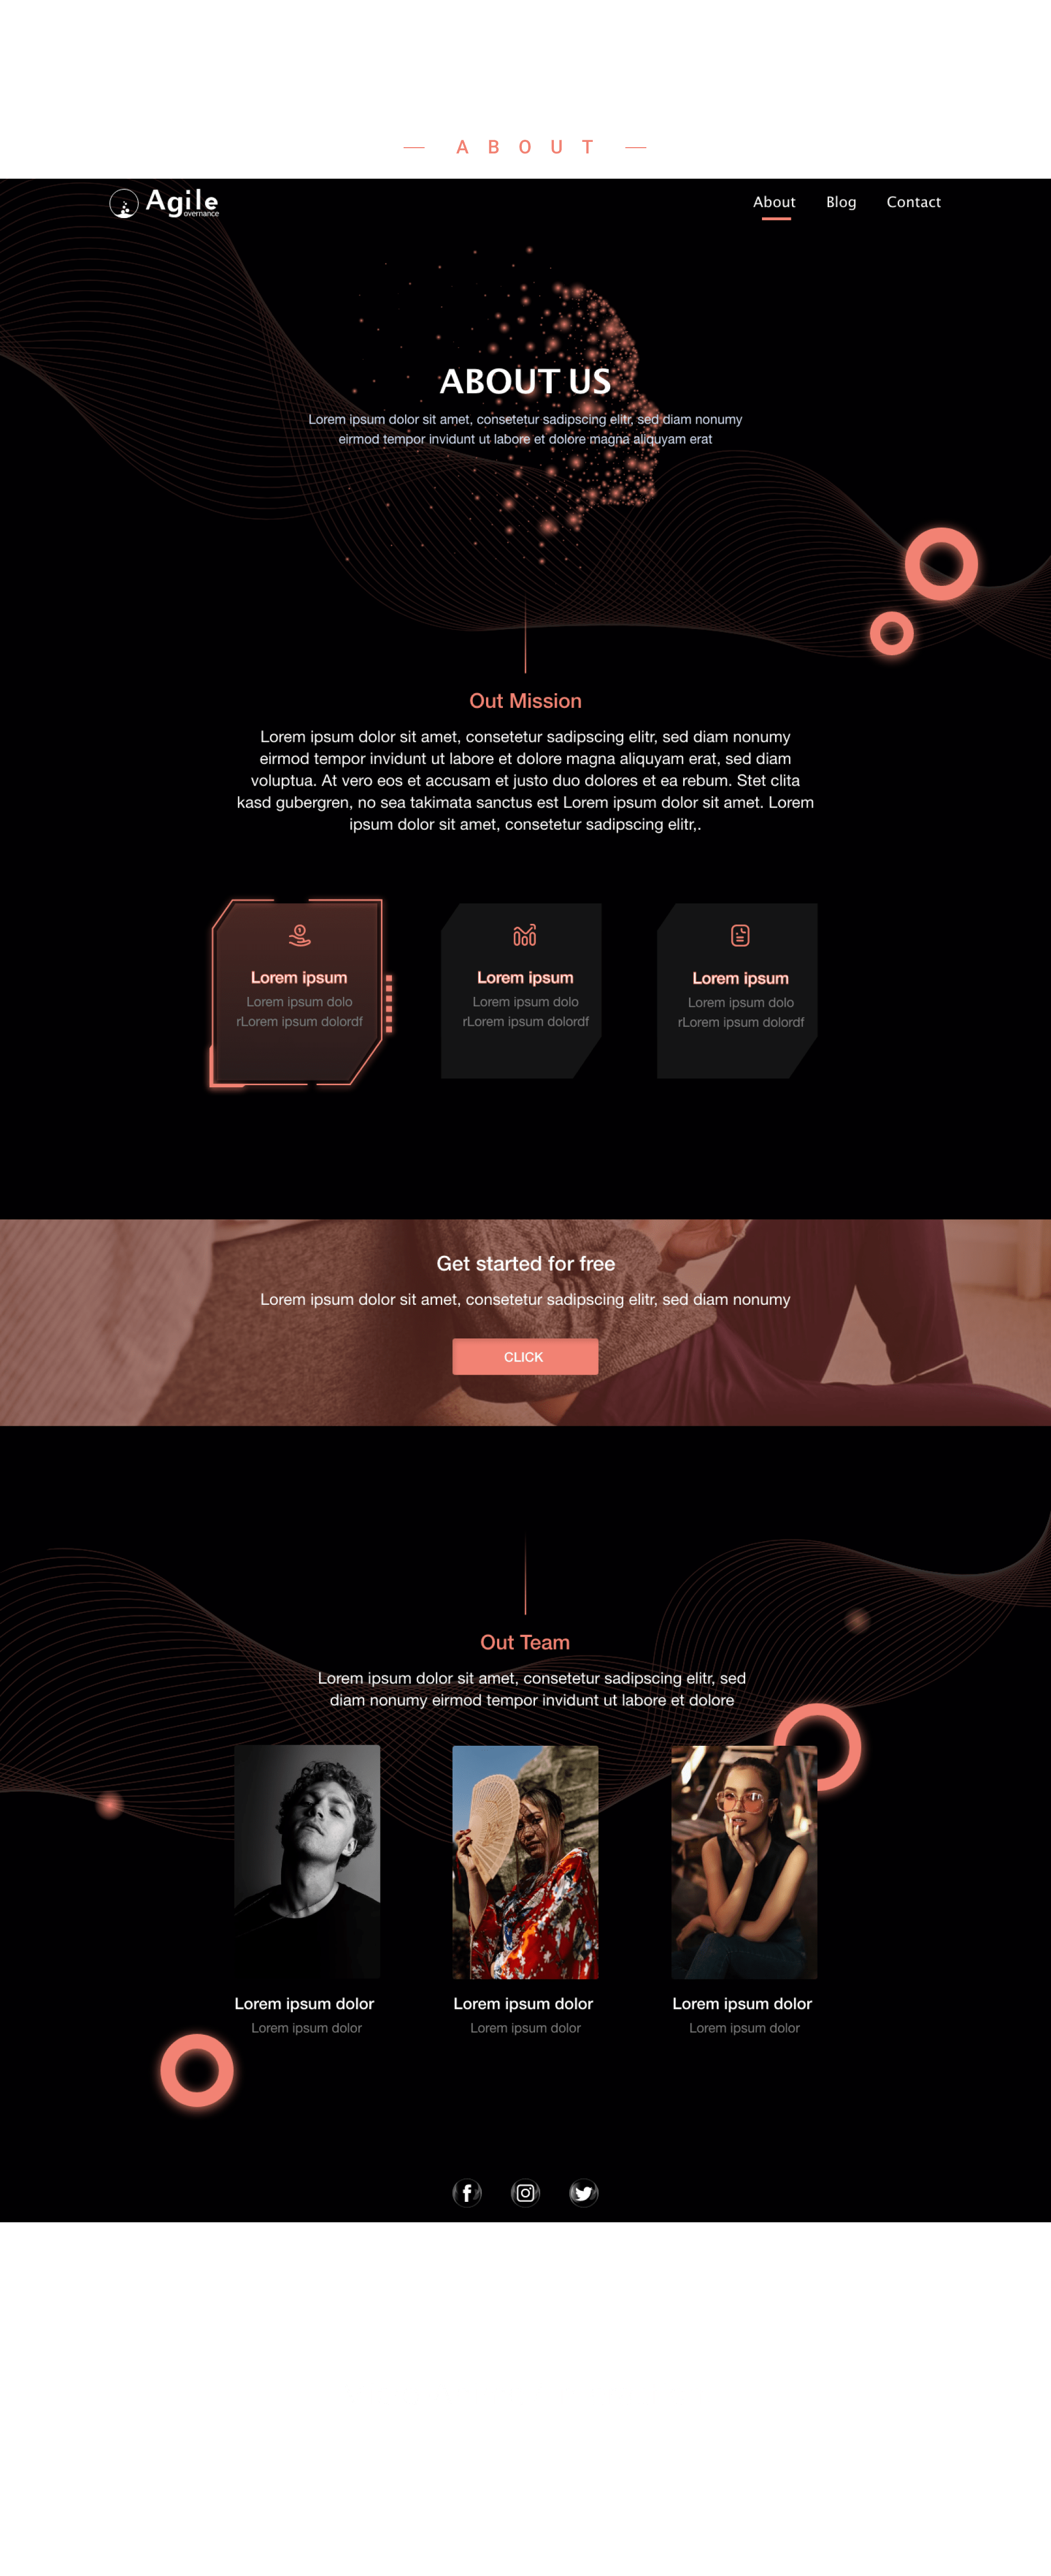 ABOUT
Agile
overnance
About Blog Contact
ABOUT US
Lorem ipsum dolor sit amet, consetetur sadipscing elitr, sed diam nonumy
eirmod tempor invidunt ut labore et dolore magna aliquyam erat
Out Mission
Lorem ipsum dolor sit amet, consetetur sadipscing elitr, sed diam nonumy
eirmod tempor invidunt ut labore et dolore magna aliquyam erat, sed diam
voluptua. At vero eos et accusam et justo duo dolores et ea rebum. Stet clita
kasd gubergren, no sea takimata sanctus est Lorem ipsum dolor sit amet. Lorem
ipsum dolor sit amet, consetetur sadipscing elitr,.
Lorem ipsum
Lorem ipsum dolo
rLorem ipsum dolordf
Lorem ipsum
Lorem ipsum dolo
rLorem ipsum dolordf
Lorem ipsum
Lorem ipsum dolo
rLorem ipsum dolordf
Get started for free
Lorem ipsum dolor sit amet, consetetur sadipscing elitr, sed diam nonumy
CLICK
Out Team
Lorem ipsum dolor sit amet, consetetur sadipscing elitr, sed
diam nonumy eirmod tempor invidunt ut labore et dolore
Lorem ipsum dolor
Lorem ipsum dolor
Lorem ipsum dolor
Lorem ipsum dolor
Lorem ipsum dolor
Lorem ipsum dolor